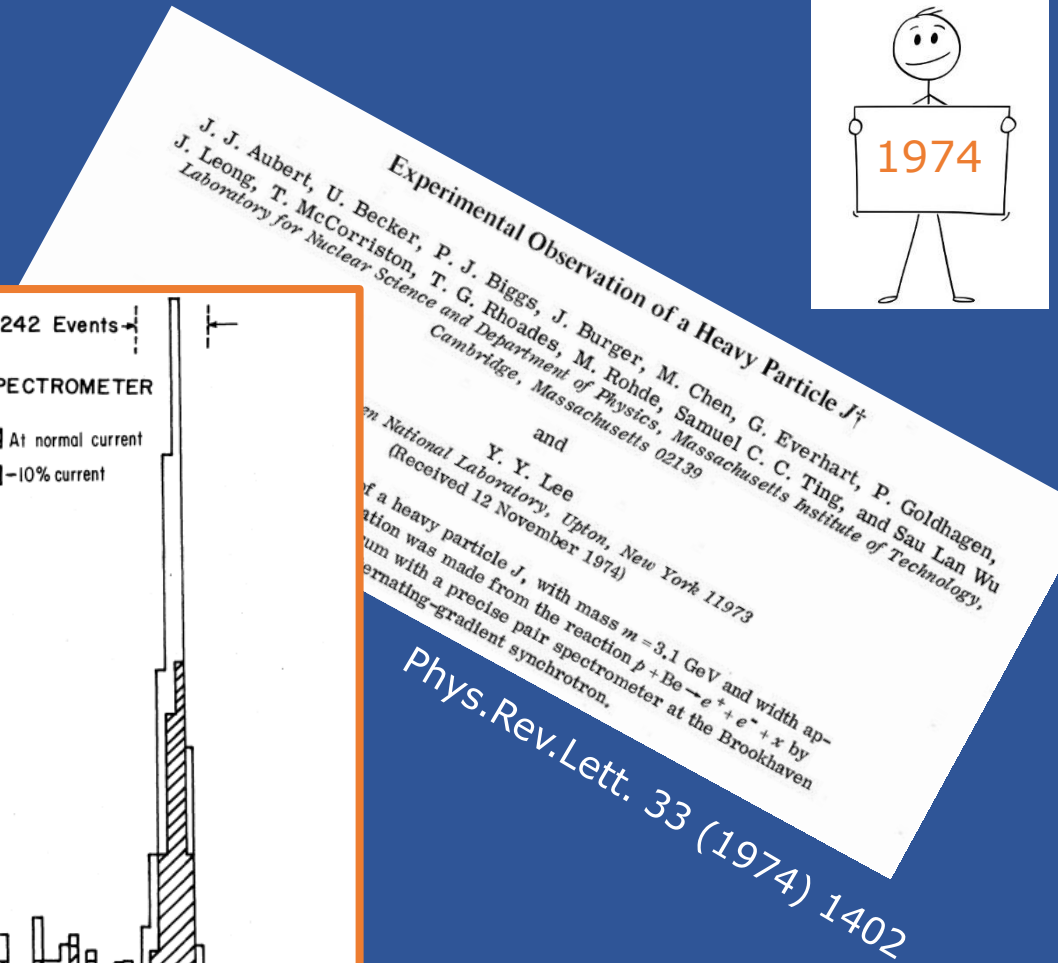 1974
Experimental Observation of a Heavy Particle J†
J. J. Aubert, U. Becker, P. J. Biggs, J. Burger, M. Chen, G. Everhart, P. Goldhagen,
J. Leong, T. McCorriston, T. G. Rhoades, M. Rohde, Samuel C. C. Ting, and Sau Lan Wu
Laboratory for Nuclear Science and Department of Physics, Massachusetts Institute of Technology,
Cambridge, Massachusetts 02139
and
Y. Y. Lee
en National Laboratory, Upton, New York 11973
(Received 12 November 1974)
of a heavy particle J, with mass m = 3.1 GeV and width ap-
ation was made from the reaction p + Be → e⁺ + e⁻ + x by
um with a precise pair spectrometer at the Brookhaven
ernating-gradient synchrotron.
Phys.Rev.Lett. 33 (1974) 1402
242 Events
PECTROMETER
At normal current
-10% current